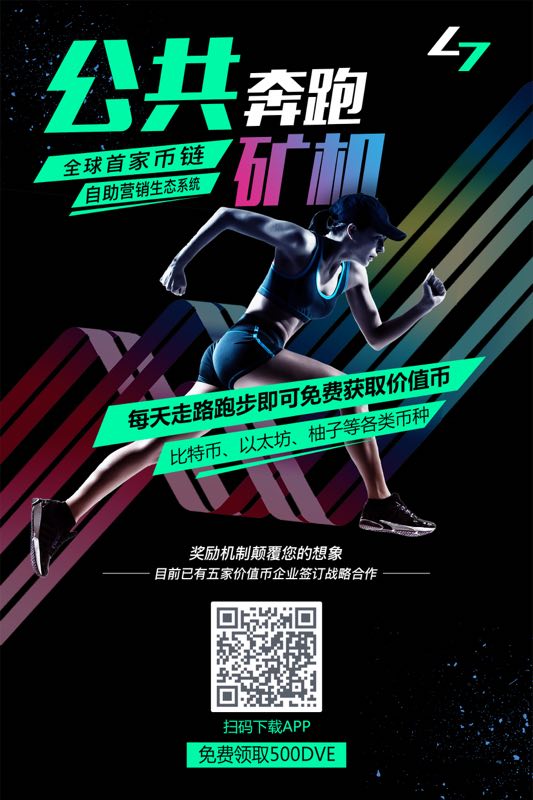 L7
公共奔跑
矿机
全球首家币链
自助营销生态系统
每天走路跑步即可免费获取价值币
比特币、以太坊、柚子等各类币种
奖励机制颠覆您的想象
目前已有五家价值币企业签订战略合作
扫码下载APP
免费领取500DVE